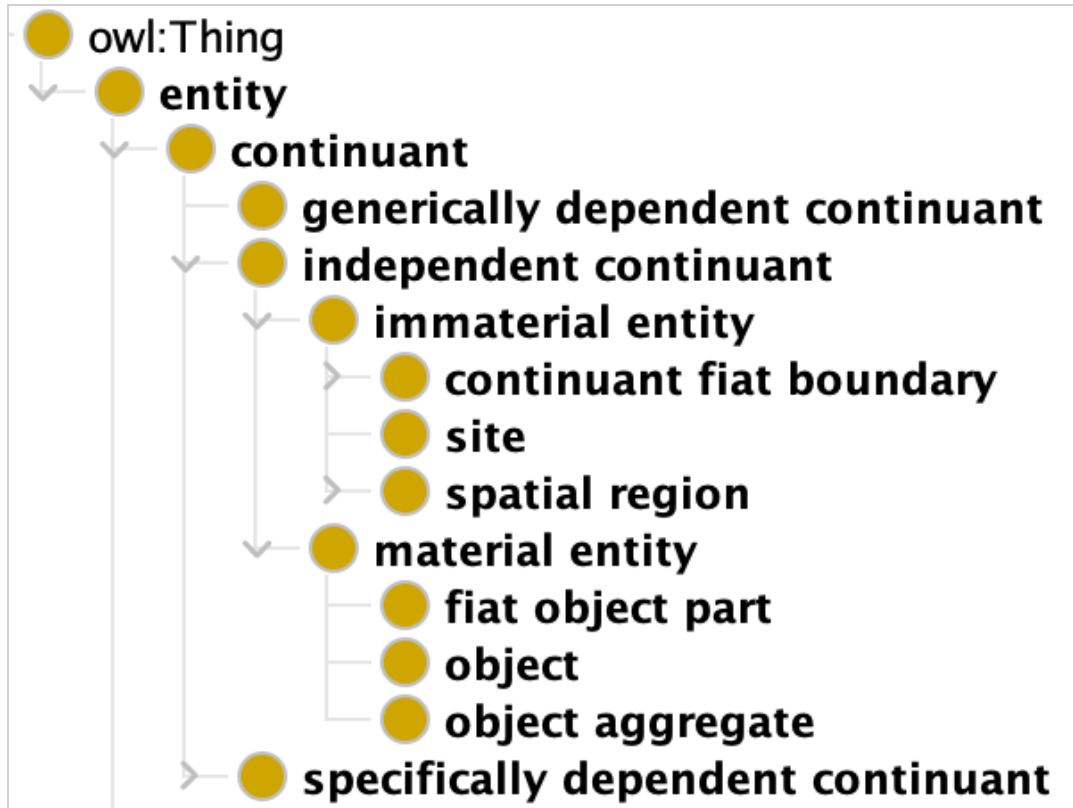 owl:Thing
entity
continuant
generically dependent continuant
independent continuant
immaterial entity
continuant fiat boundary
site
spatial region
material entity
fiat object part
object
object aggregate
specifically dependent continuant